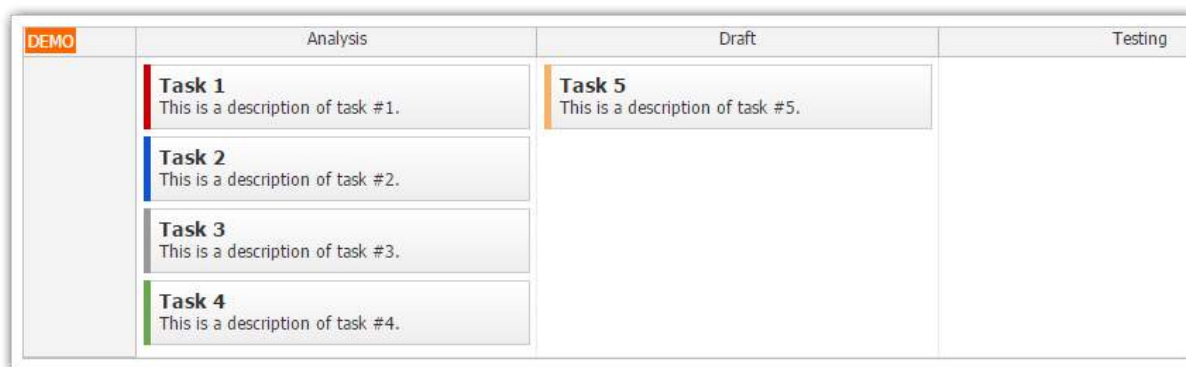 DEMO
Analysis
Draft
Testing
Task 1
This is a description of task #1.
Task 5
This is a description of task #5.
Task 2
This is a description of task #2.
Task 3
This is a description of task #3.
Task 4
This is a description of task #4.